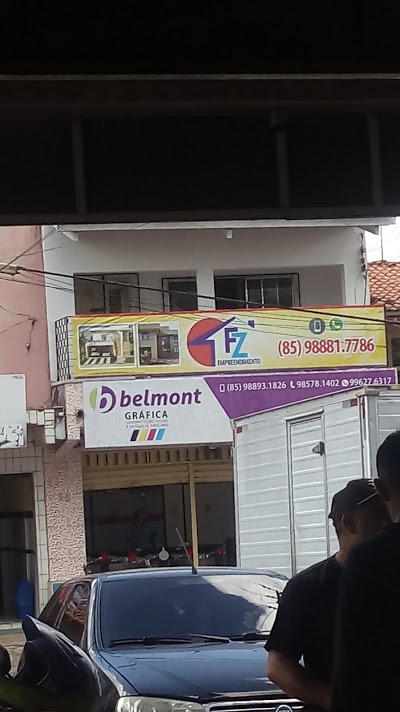 FZ
EMPREENDIMENTO
(85) 98881.7786
belmont
GRÁFICA
(85) 98893.1826 98578.1402 99627.6317